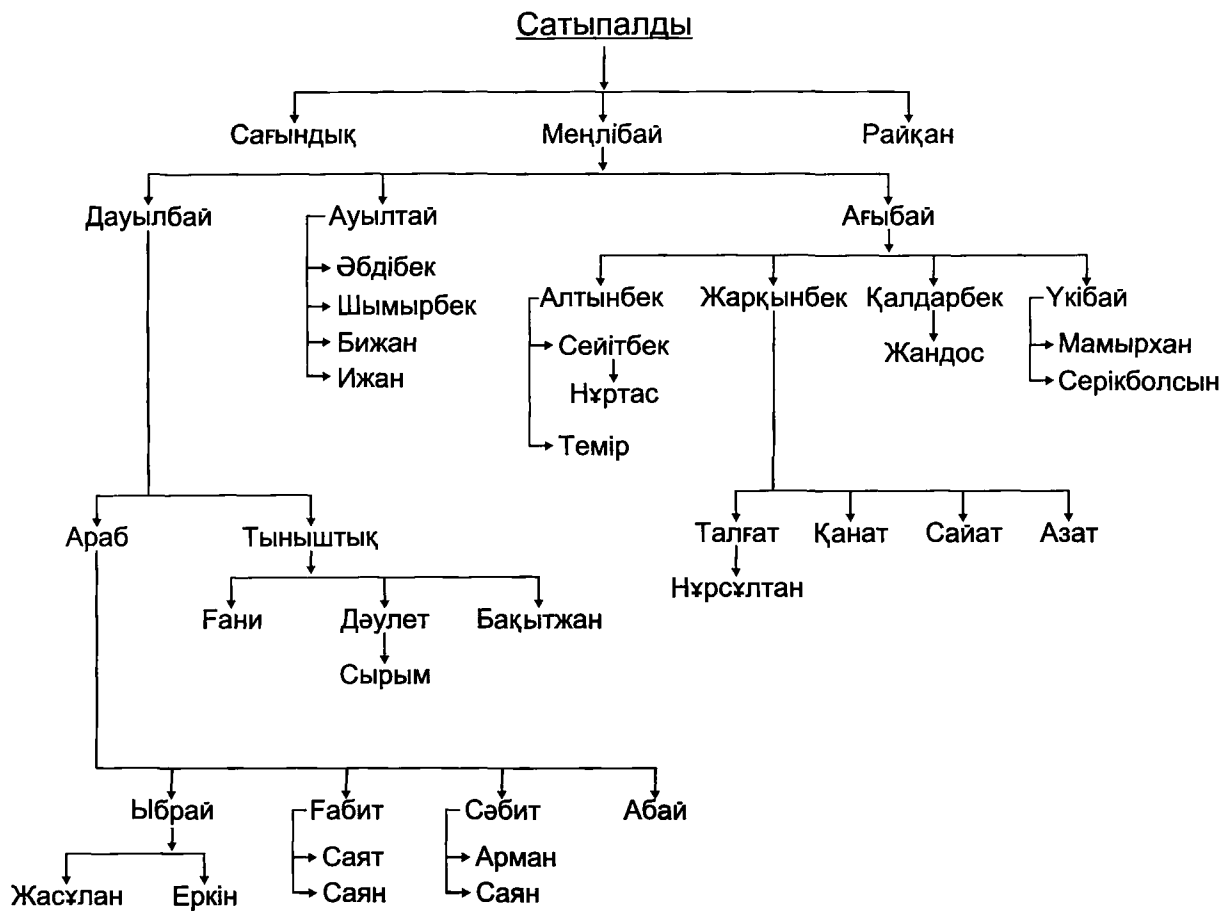 Сатыпалды
Сағындық Меңлібай Райқан
Дауылбай Ауылтай Ағыбай
Әбдібек
Шымырбек
Бижан
Ижан
Алтынбек Жарқынбек Қалдарбек Үкібай
Сейітбек Жандос Мамырхан
Нұртас Серікболсын
Темір
Араб Тыныштық Талғат Қанат Сайат Азат
Нұрсұлтан
Ғани Дәулет Бақытжан
Сырым
Ыбрай Ғабит Сәбит Абай
Саят Арман
Жасұлан Еркін Саян Саян